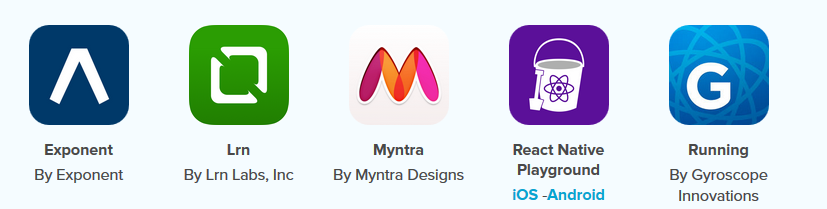 Exponent
By Exponent
Lrn
By Lrn Labs, Inc
Myntra
By Myntra Designs
React Native
Playground
iOS -Android
G
Running
By Gyroscope
Innovations